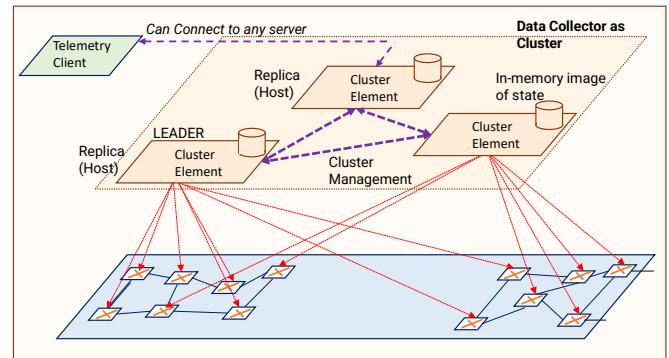 Can Connect to any server
Data Collector as
Cluster
Telemetry
Client
Replica
(Host)
Cluster
Element
In-memory image
of state
LEADER
Replica
(Host)
Cluster
Element
Cluster
Element
Cluster
Management